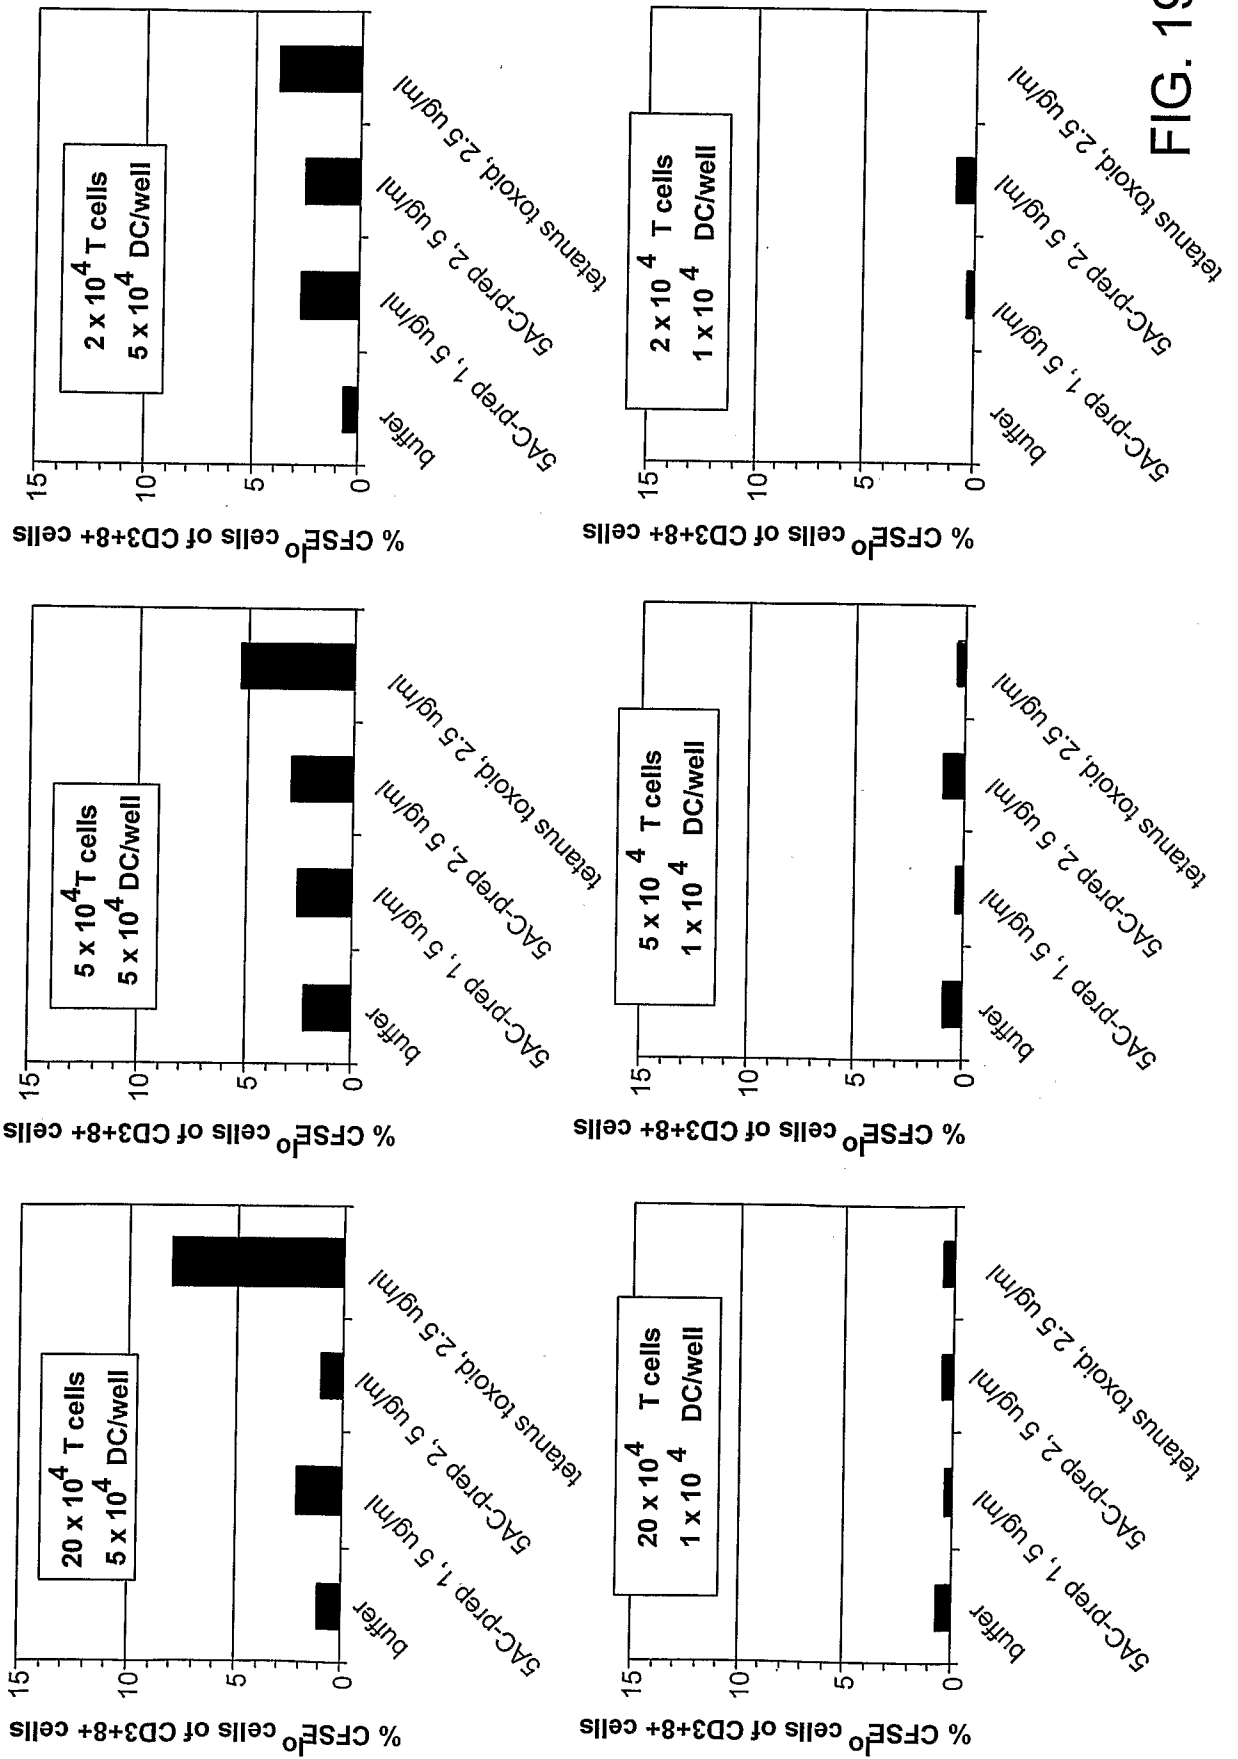 % CFSElo cells of CD3+8+ cells
15
10
5
0
20 x 10^4 T cells
5 x 10^4 DC/well
buffer
5AC-prep 1, 5 ug/ml
5AC-prep 2, 5 ug/ml
tetanus toxoid, 2.5 ug/ml
% CFSElo cells of CD3+8+ cells
15
10
5
0
5 x 10^4 T cells
5 x 10^4 DC/well
buffer
5AC-prep 1, 5 ug/ml
5AC-prep 2, 5 ug/ml
tetanus toxoid, 2.5 ug/ml
% CFSElo cells of CD3+8+ cells
15
10
5
0
2 x 10^4 T cells
5 x 10^4 DC/well
buffer
5AC-prep 1, 5 ug/ml
5AC-prep 2, 5 ug/ml
tetanus toxoid, 2.5 ug/ml
% CFSElo cells of CD3+8+ cells
15
10
5
0
20 x 10^4 T cells
1 x 10^4 DC/well
buffer
5AC-prep 1, 5 ug/ml
5AC-prep 2, 5 ug/ml
tetanus toxoid, 2.5 ug/ml
% CFSElo cells of CD3+8+ cells
15
10
5
0
5 x 10^4 T cells
1 x 10^4 DC/well
buffer
5AC-prep 1, 5 ug/ml
5AC-prep 2, 5 ug/ml
tetanus toxoid, 2.5 ug/ml
% CFSElo cells of CD3+8+ cells
15
10
5
0
2 x 10^4 T cells
1 x 10^4 DC/well
buffer
5AC-prep 1, 5 ug/ml
5AC-prep 2, 5 ug/ml
tetanus toxoid, 2.5 ug/ml
FIG. 19